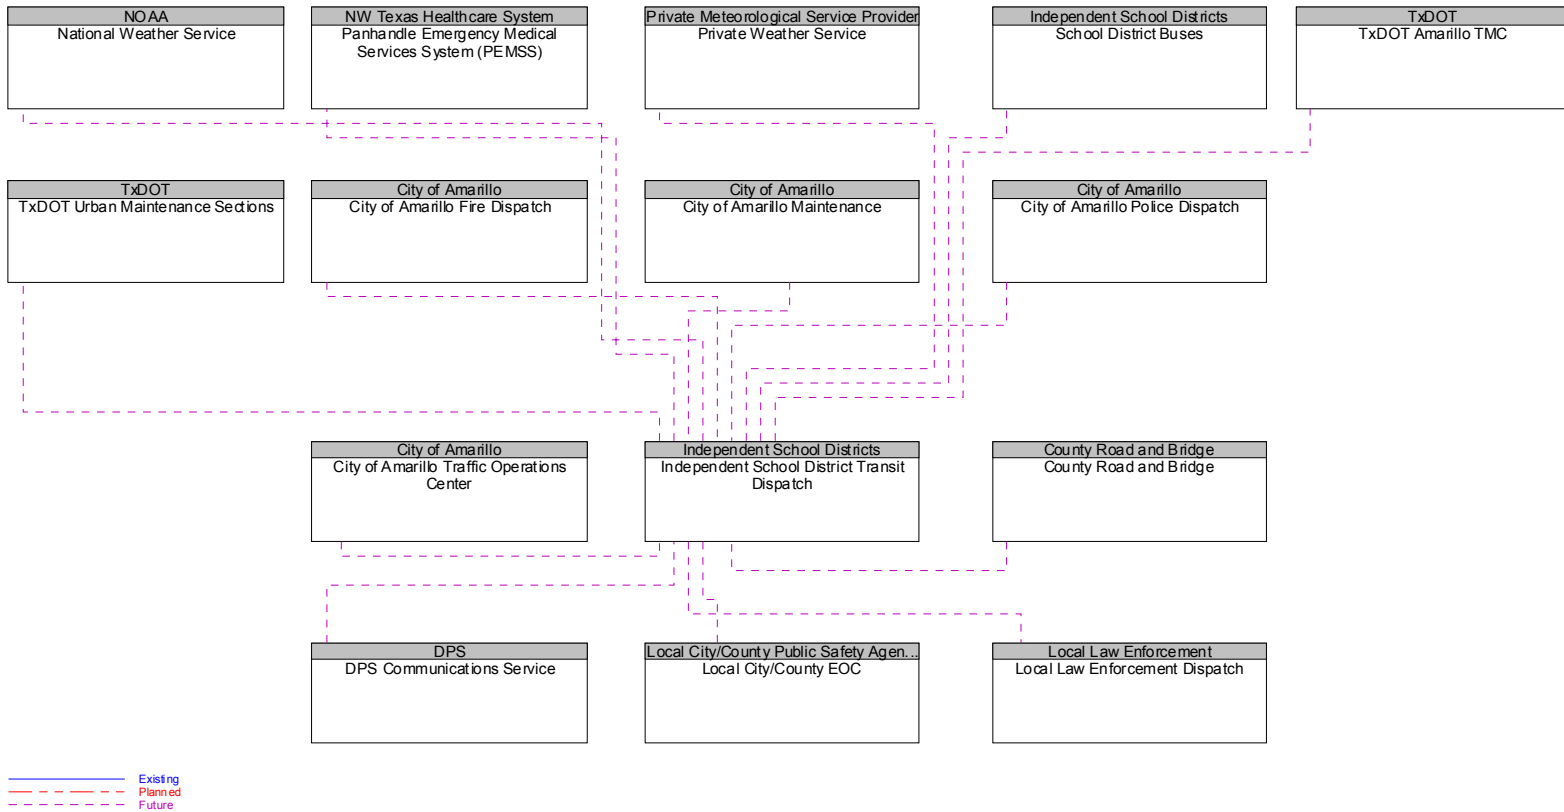 NOAA
National Weather Service
NW Texas Healthcare System
Panhandle Emergency Medical
Services System (PEMSS)
Private Meteorological Service Provider
Private Weather Service
Independent School Districts
School District Buses
TxDOT
TxDOT Amarillo TMC
TxDOT
TxDOT Urban Maintenance Sections
City of Amarillo
City of Amarillo Fire Dispatch
City of Amarillo
City of Amarillo Maintenance
City of Amarillo
City of Amarillo Police Dispatch
City of Amarillo
City of Amarillo Traffic Operations
Center
Independent School Districts
Independent School District Transit
Dispatch
County Road and Bridge
County Road and Bridge
DPS
DPS Communications Service
Local City/County Public Safety Agen...
Local City/County EOC
Local Law Enforcement
Local Law Enforcement Dispatch
Existing
Planned
Future